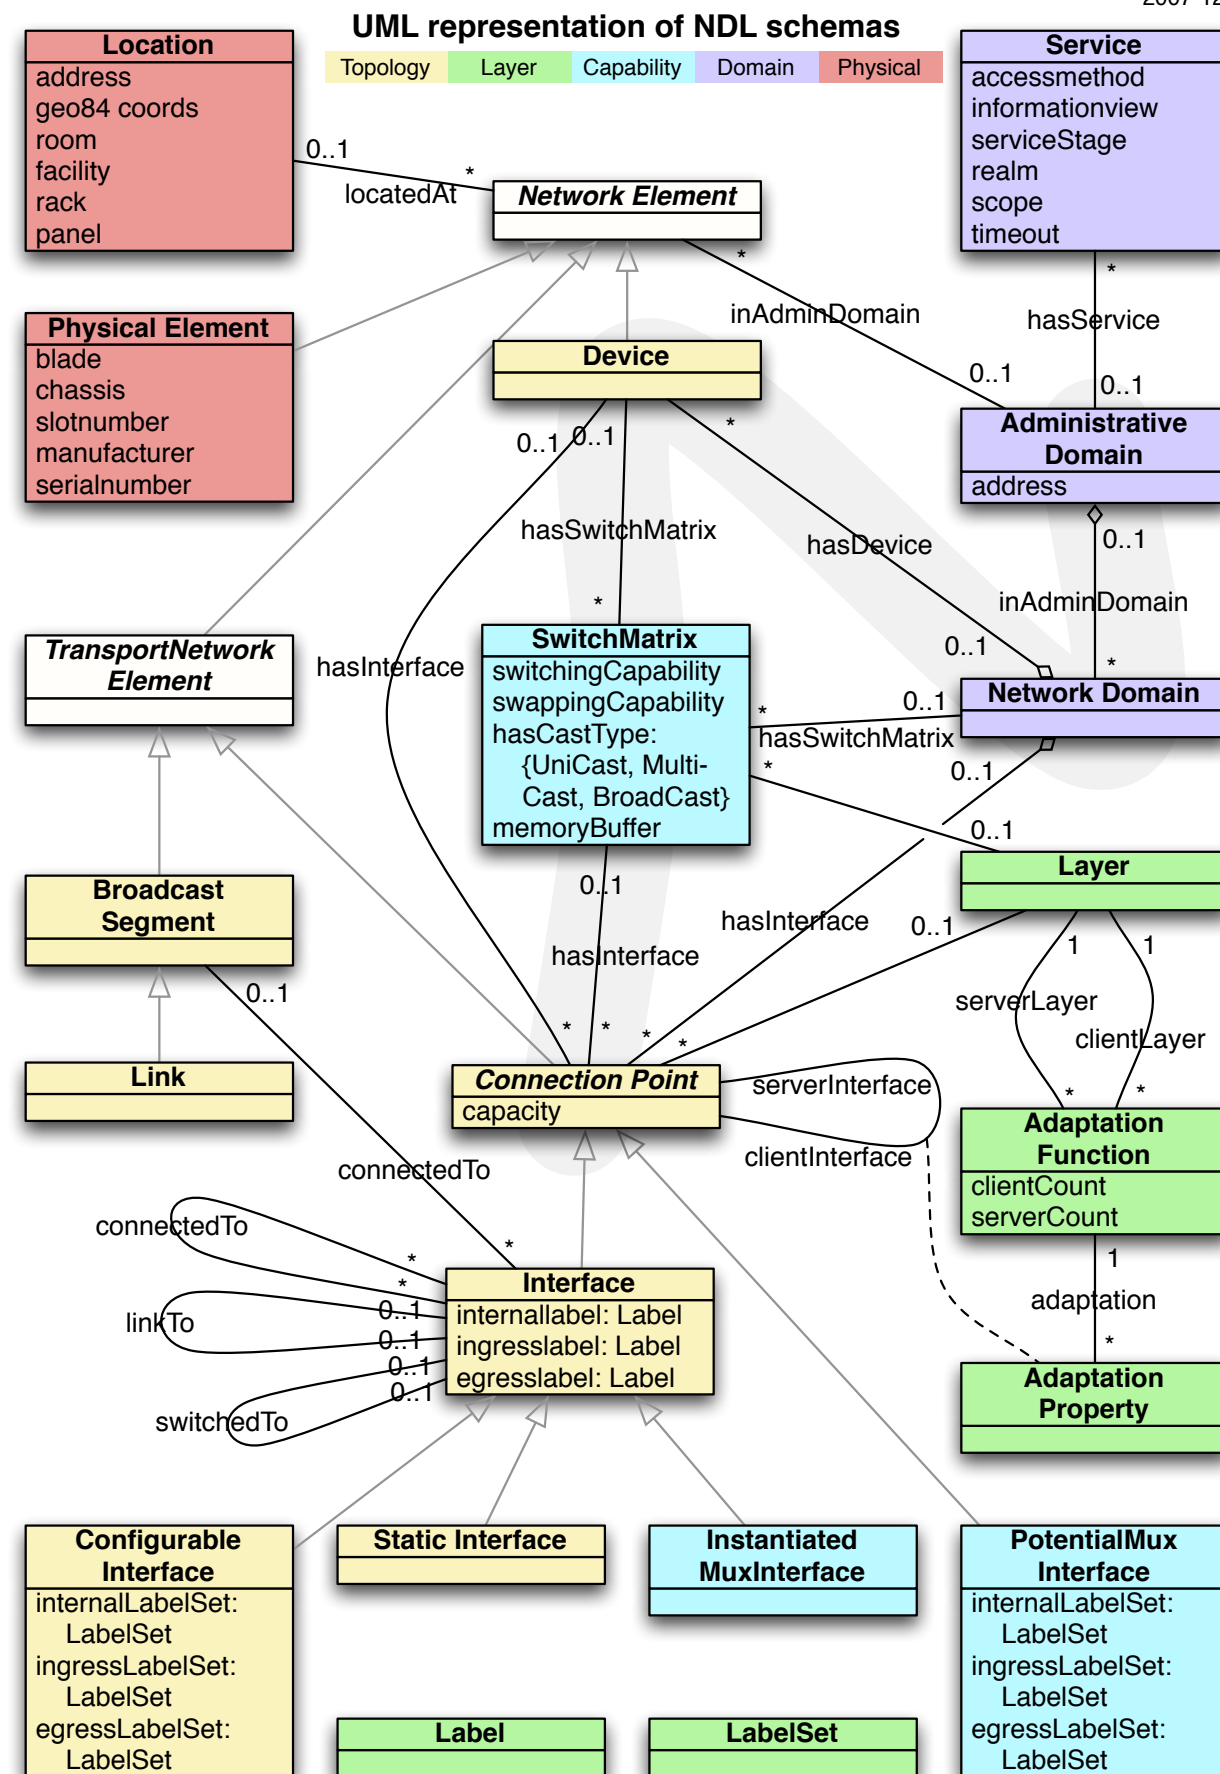 2007-12
UML representation of NDL schemas
Topology Layer Capability Domain Physical
Location
address
geo84 coords
room
facility
rack
panel
Service
accessmethod
informationview
serviceStage
realm
scope
timeout
0..1
*
locatedAt
Network Element
*
*
inAdminDomain
hasService
0..1
0..1
Physical Element
blade
chassis
slotnumber
manufacturer
serialnumber
Device
0..1
0..1
*
Administrative
Domain
address
hasSwitchMatrix
hasDevice
0..1
inAdminDomain
*
*
0..1
TransportNetwork
Element
hasInterface
SwitchMatrix
switchingCapability
swappingCapability
hasCastType:
{UniCast, Multi-
Cast, BroadCast}
memoryBuffer
Network Domain
*
0..1
hasSwitchMatrix
*
0..1
0..1
Layer
Broadcast
Segment
0..1
hasInterface
0..1
hasInterface
1
1
0..1
serverLayer
clientLayer
*
*
*
*
*
*
Link
Connection Point
capacity
serverInterface
clientInterface
Adaptation
Function
clientCount
serverCount
connectedTo
connectedTo
*
*
*
1
adaptation
*
Interface
internallabel: Label
ingresslabel: Label
egresslabel: Label
0..1
linkTo
0..1
0..1
0..1
switchedTo
Adaptation
Property
Configurable
Interface
internalLabelSet:
LabelSet
ingressLabelSet:
LabelSet
egressLabelSet:
LabelSet
Static Interface
Instantiated
MuxInterface
PotentialMux
Interface
internalLabelSet:
LabelSet
ingressLabelSet:
LabelSet
egressLabelSet:
LabelSet
Label
LabelSet